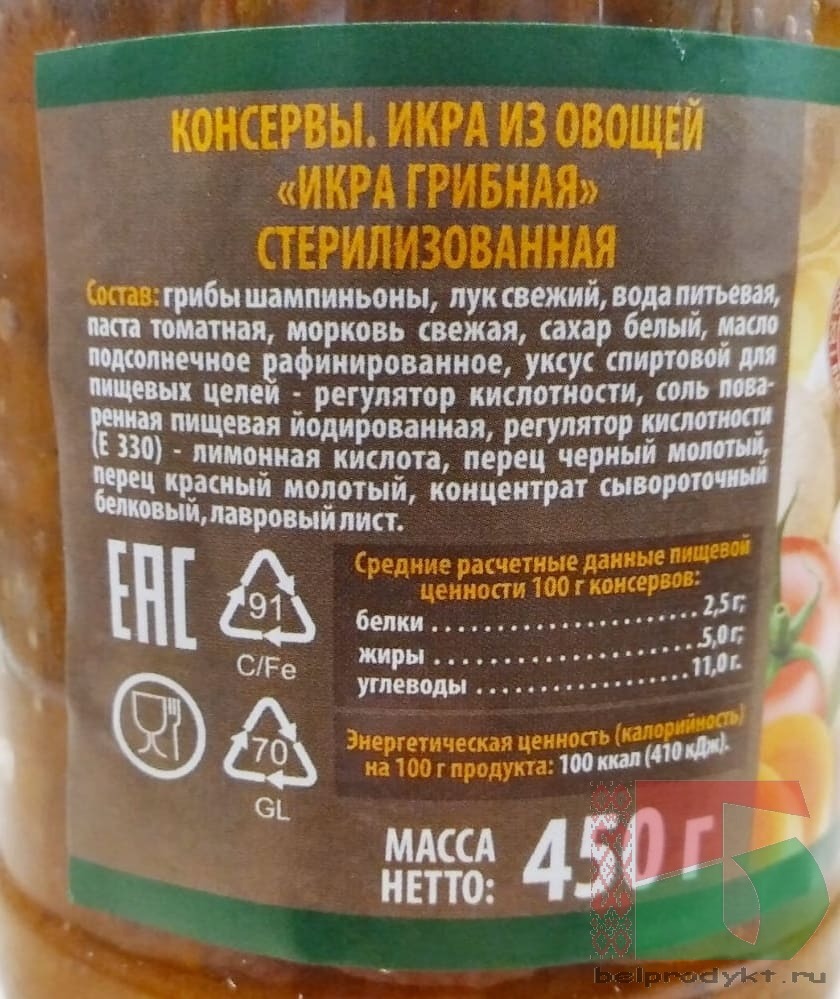 КОНСЕРВЫ. ИКРА ИЗ ОВОЩЕЙ
«ИКРА ГРИБНАЯ»
СТЕРИЛИЗОВАННАЯ
Состав: грибы шампиньоны, лук свежий, вода питьевая,
паста томатная, морковь свежая, сахар белый, масло
подсолнечное рафинированное, уксус спиртовой для
пищевых целей - регулятор кислотности, соль пова-
ренная пищевая йодированная, регулятор кислотности
(Е 330) - лимонная кислота, перец черный молотый,
перец красный молотый, концентрат сывороточный
белковый, лавровый лист.
ЕАС
91
C/Fe
70
GL
Средние расчетные данные пищевой
ценности 100 г консервов:
белки ........................ 2,5 г;
жиры ........................ 5,0 г;
углеводы ..................... 11,0 г.
Энергетическая ценность (калорийность)
на 100 г продукта: 100 ккал (410 кДж).
МАССА
НЕТТО: 450 г
belprodykt.ru